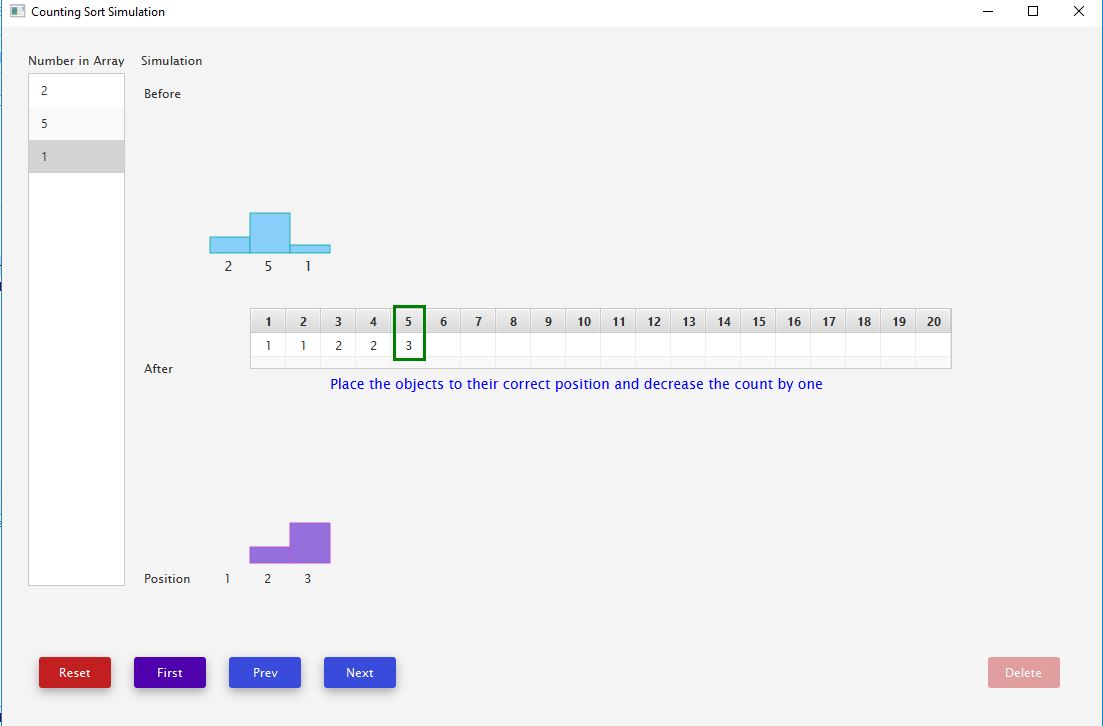 Counting Sort Simulation
Number in Array
Simulation
2
5
1
Before
2 5 1
1 2 3 4 5 6 7 8 9 10 11 12 13 14 15 16 17 18 19 20
1 1 2 2 3
After
Place the objects to their correct position and decrease the count by one
Position 1 2 3
Reset First Prev Next Delete